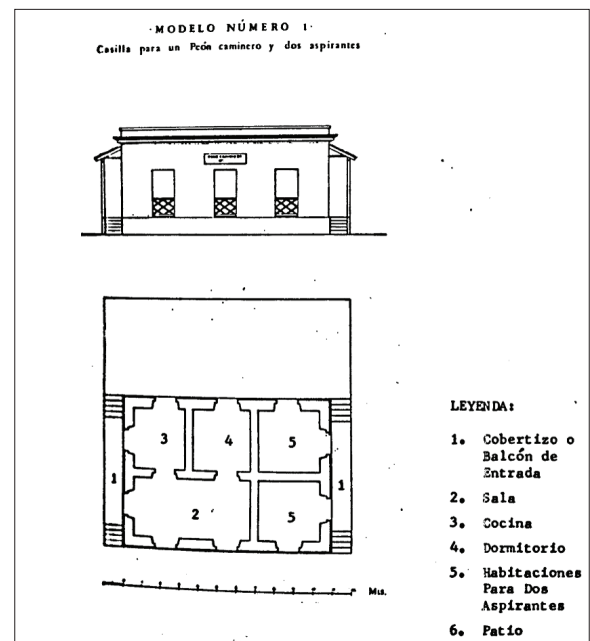 ·MODELO NÚMERO 1·
Casilla para un Peón caminero y dos aspirantes
3
4
5
1
1
2
5
Mts.
LEYENDA:
1. Cobertizo o
Balcón de
Entrada
2. Sala
3. Cocina
4. Dormitorio
5. Habitaciones
Para Dos
Aspirantes
6. Patio